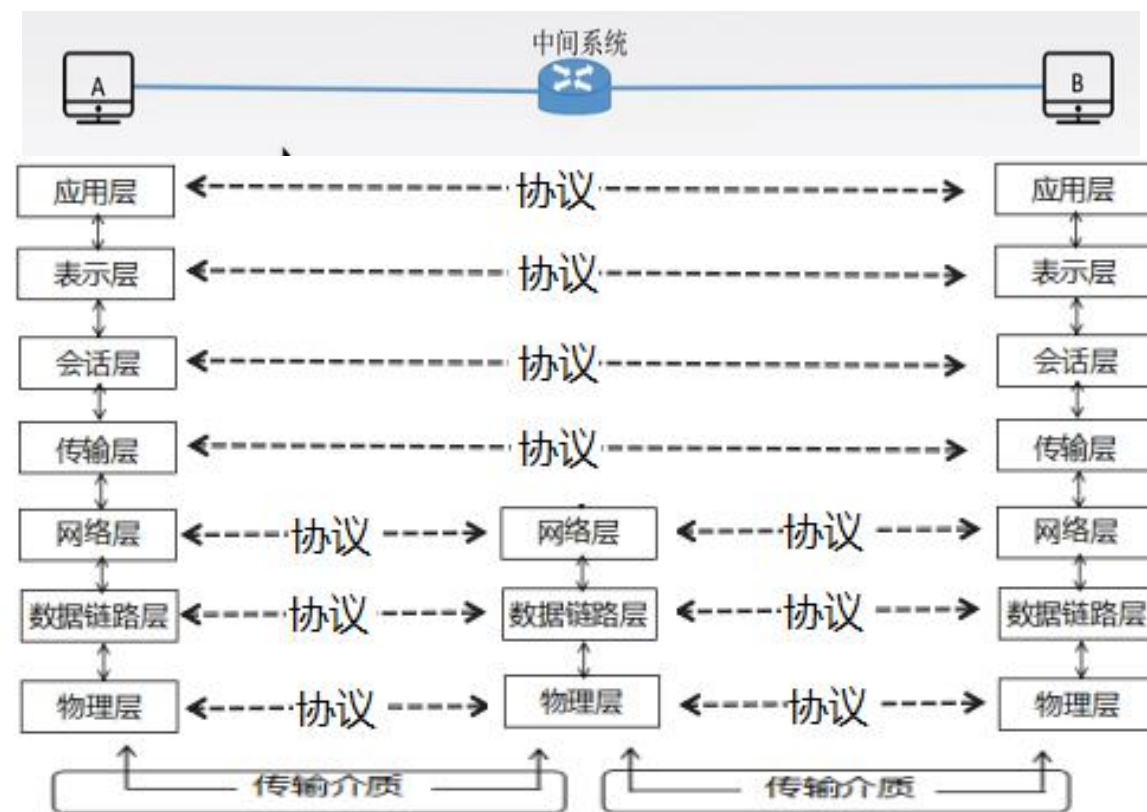 中间系统
A
B
应用层 协议 应用层
表示层 协议 表示层
会话层 协议 会话层
传输层 协议 传输层
网络层 协议 网络层 协议 网络层
数据链路层 协议 数据链路层 协议 数据链路层
物理层 协议 物理层 协议 物理层
传输介质 传输介质